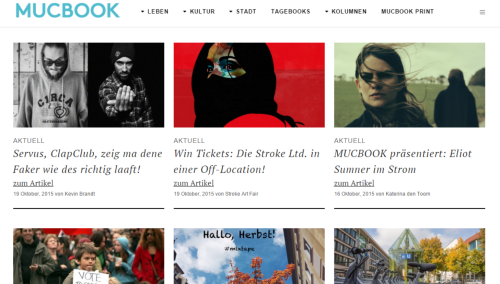 MUCBOOK
LEBEN KULTUR STADT TAGEBOOKS KOLUMNEN MUCBOOK PRINT
CIRCA
AKTUELL
Servus, ClapClub, zeig ma dene
Faker wie des richtig laaft!
zum Artikel
19 Oktober, 2015 von Kevin Brandt
AKTUELL
Win Tickets: Die Stroke Ltd. in
einer Off-Location!
zum Artikel
19 Oktober, 2015 von Stroke Art Fair
AKTUELL
MUCBOOK präsentiert: Eliot
Sumner im Strom
zum Artikel
16 Oktober, 2015 von Katarina den Toom
VOTE
Hallo, Herbst!
#mixtape